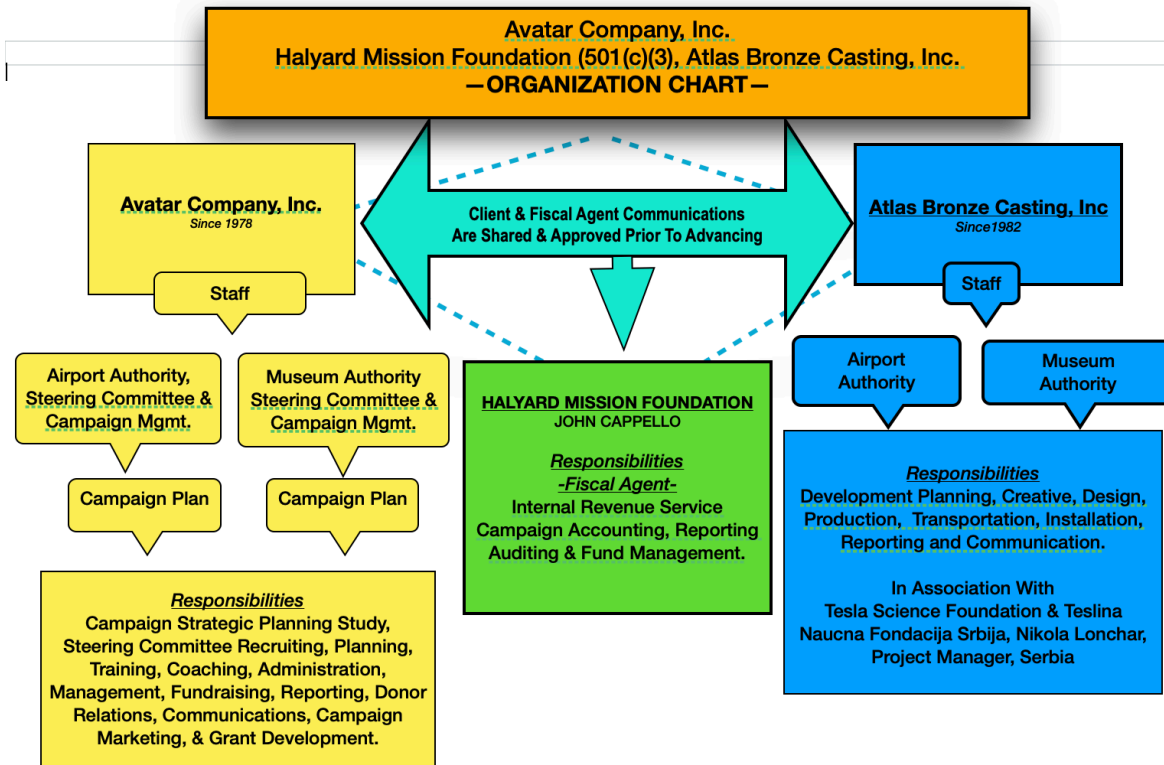 Avatar Company, Inc.
Halyard Mission Foundation (501(c)(3), Atlas Bronze Casting, Inc.
—ORGANIZATION CHART—
Avatar Company, Inc.
Since 1978
Staff
Client & Fiscal Agent Communications
Are Shared & Approved Prior To Advancing
Atlas Bronze Casting, Inc
Since1982
Staff
Airport Authority,
Steering Committee &
Campaign Mgmt.
Museum Authority
Steering Committee &
Campaign Mgmt.
Campaign Plan
Campaign Plan
Responsibilities
Campaign Strategic Planning Study,
Steering Committee Recruiting, Planning,
Training, Coaching, Administration,
Management, Fundraising, Reporting, Donor
Relations, Communications, Campaign
Marketing, & Grant Development.
HALYARD MISSION FOUNDATION
JOHN CAPPELLO
Responsibilities
-Fiscal Agent-
Internal Revenue Service
Campaign Accounting, Reporting
Auditing & Fund Management.
Airport
Authority
Museum
Authority
Responsibilities
Development Planning, Creative, Design,
Production, Transportation, Installation,
Reporting and Communication.
In Association With
Tesla Science Foundation & Teslina
Naucna Fondacija Srbija, Nikola Lonchar,
Project Manager, Serbia